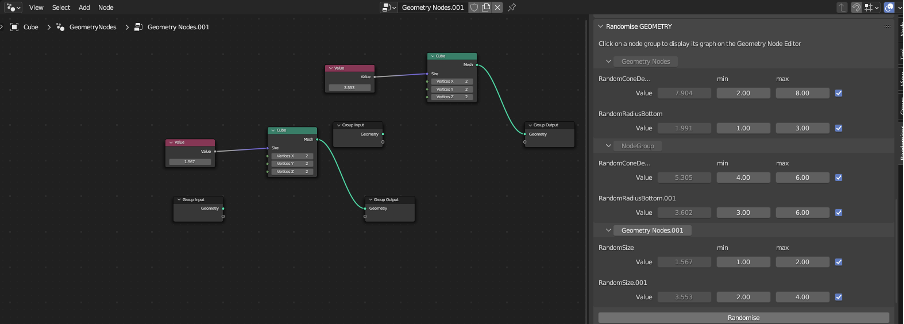 View Select Add Node
Geometry Nodes.001
Cube > GeometryNodes > Geometry Nodes.001
Value
Value
Cube
Mesh
Size
Vertices X 2
Vertices Y 2
Vertices Z 2
Group Input
Geometry
Group Output
Geometry
Value
Value
1.567
Cube
Mesh
Size
Vertices X 2
Vertices Y 2
Vertices Z 2
Group Input
Geometry
Group Output
Geometry
Randomise GEOMETRY
Click on a node group to display its graph on the Geometry Node Editor
Geometry Nodes
RandomConeDe... min max
Value 7.904 2.00 8.00
RandomRadiusBottom
Value 1.991 1.00 3.00
NodeGroup
RandomConeDe... min max
Value 5.305 4.00 6.00
RandomRadiusBottom.001
Value 3.602 3.00 6.00
Geometry Nodes.001
RandomSize min max
Value 1.567 1.00 2.00
RandomSize.001
Value 3.553 2.00 4.00
Randomise